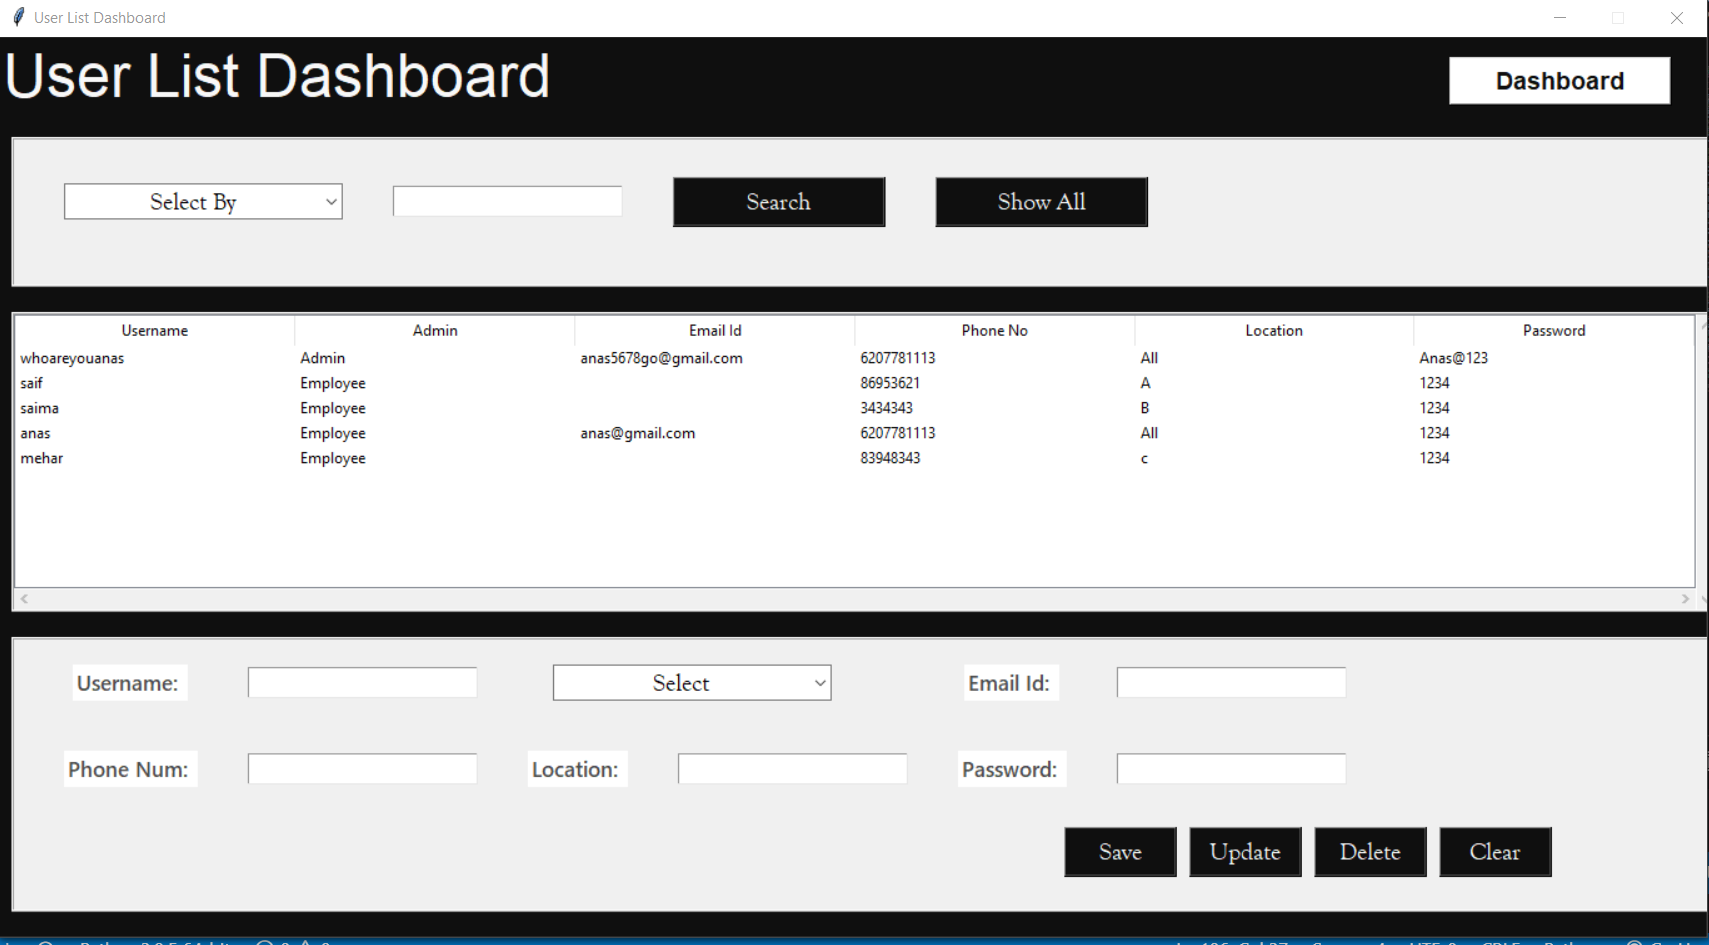 User List Dashboard
User List Dashboard
Dashboard
Select By
Search
Show All
Username Admin Email Id Phone No Location Password
whoareyouanas Admin anas5678go@gmail.com 6207781113 All Anas@123
saif Employee 86953621 A 1234
saima Employee 3434343 B 1234
anas Employee anas@gmail.com 6207781113 All 1234
mehar Employee 83948343 c 1234
Username: Select Email Id:
Phone Num: Location: Password:
Save Update Delete Clear